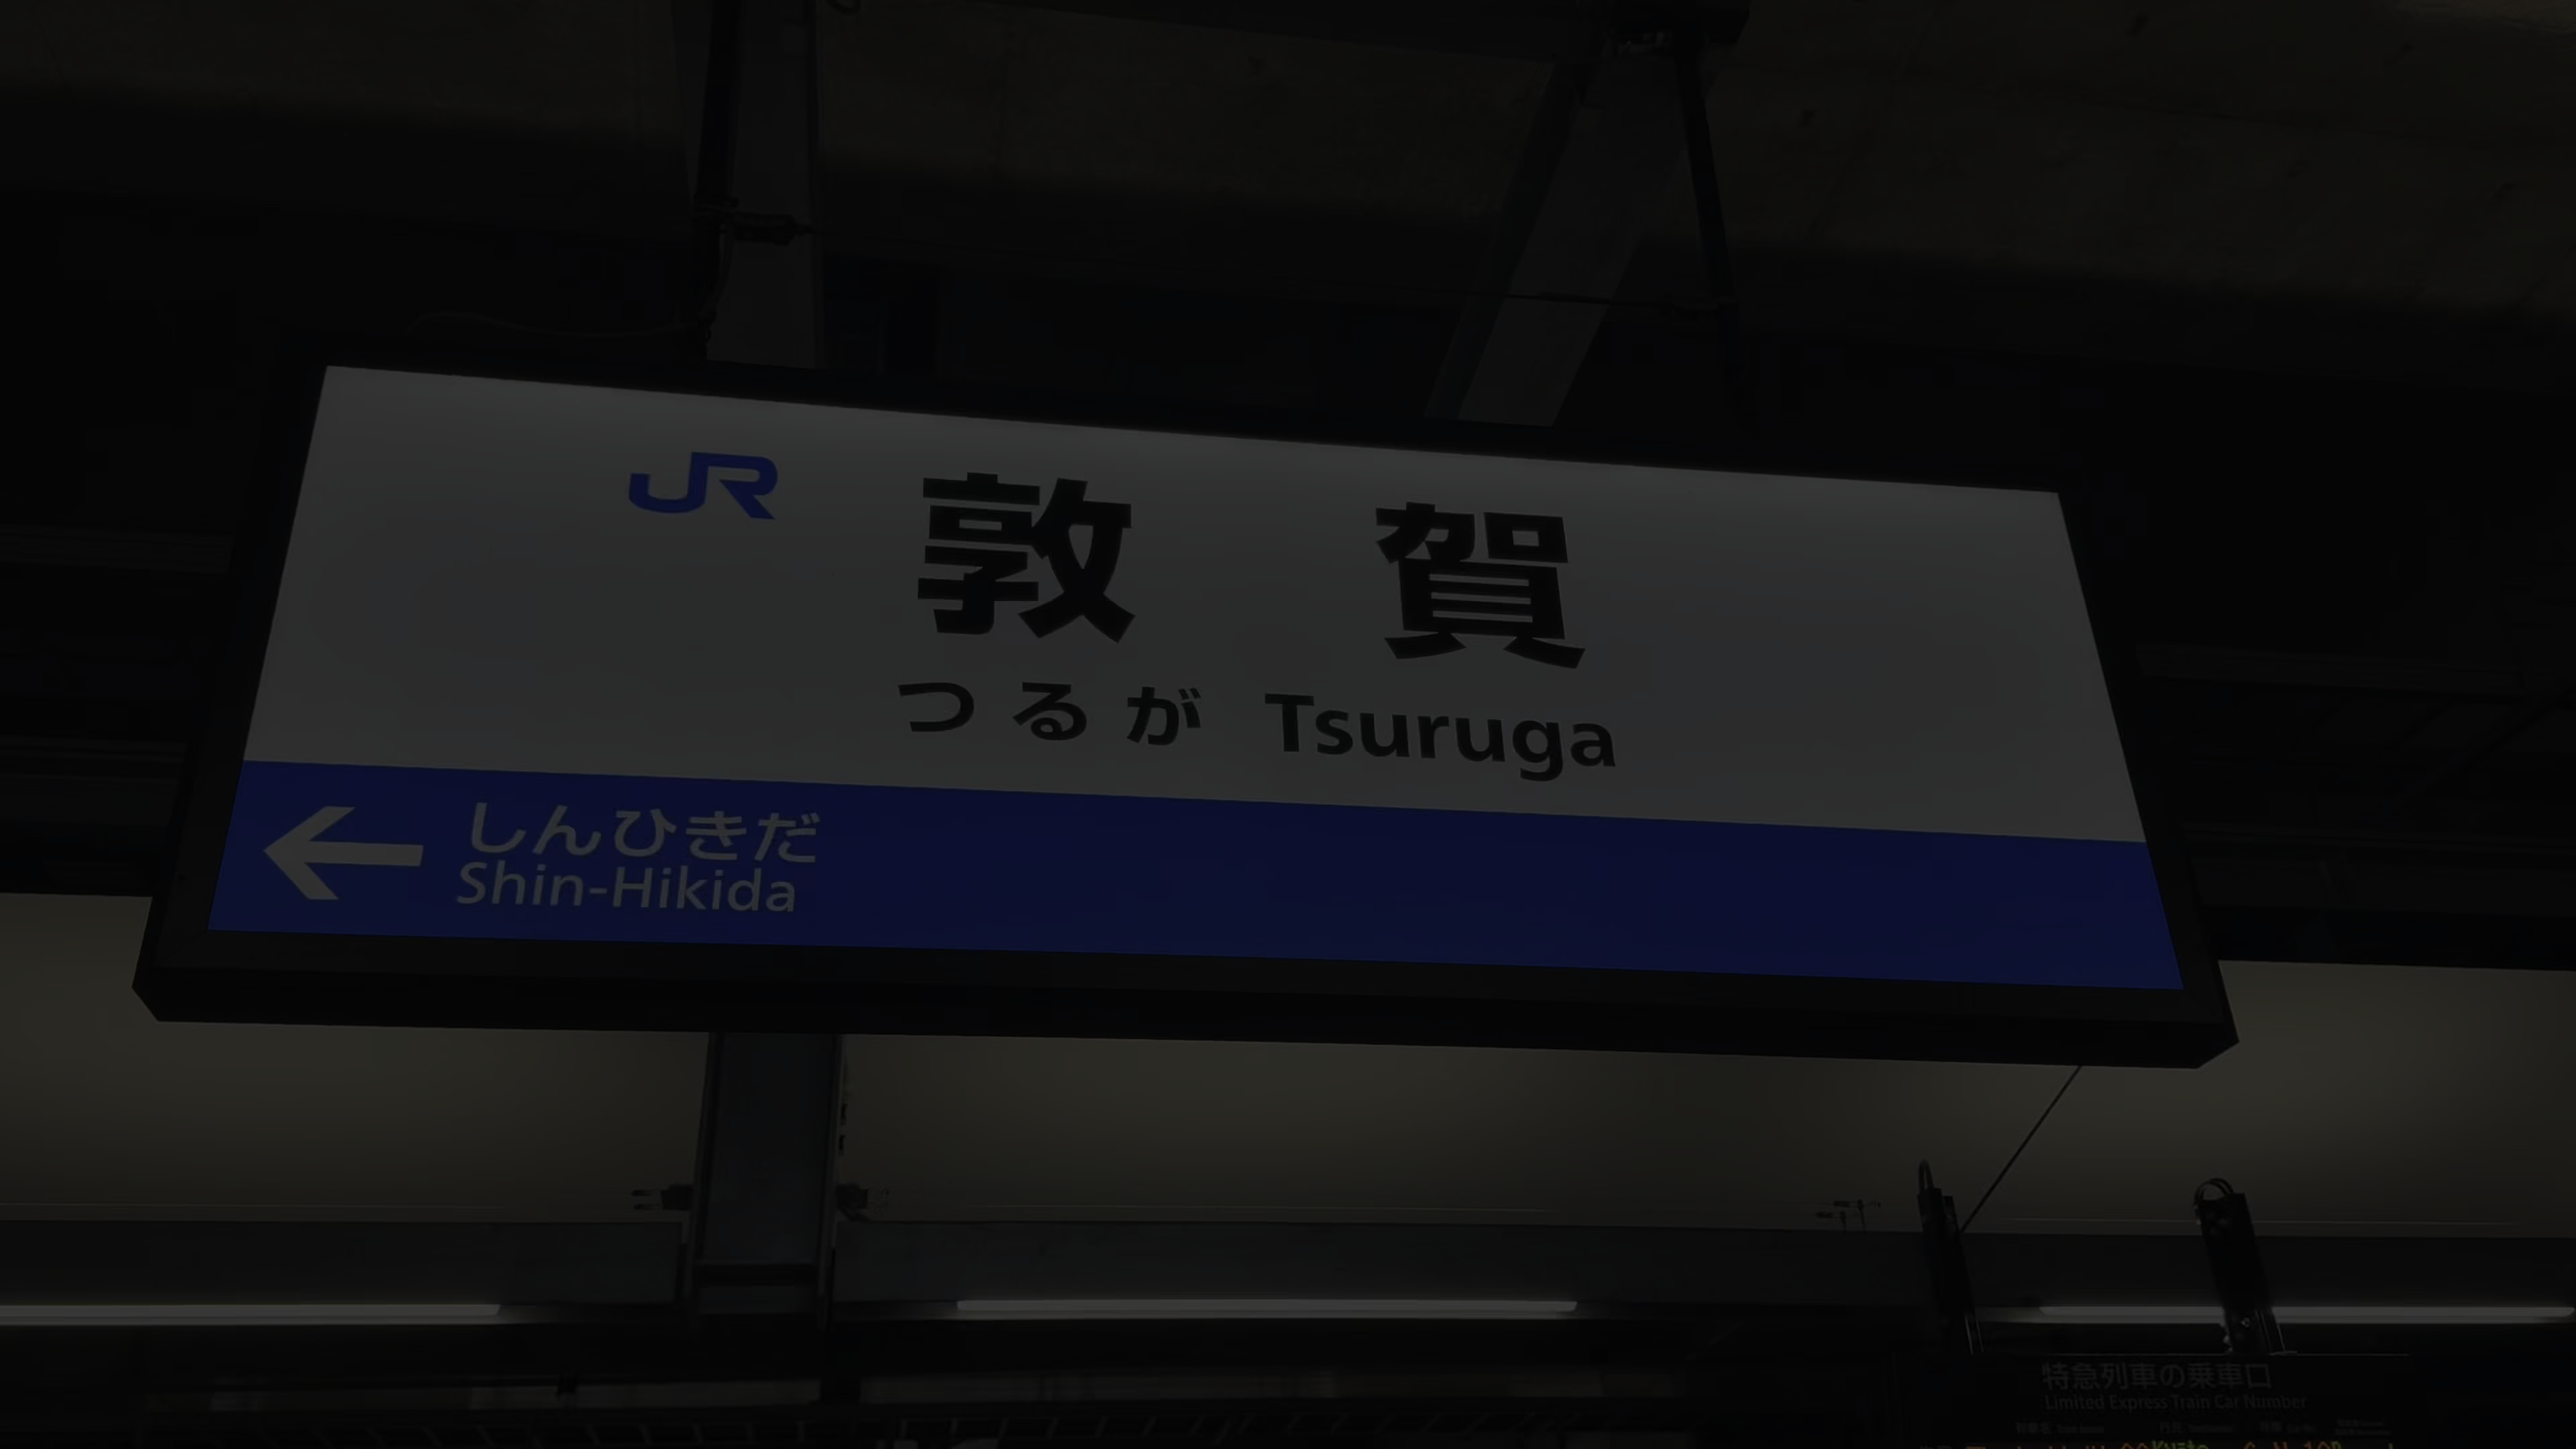 JR 敦賀
つるが Tsuruga
← しんひきだ
Shin-Hikida
特急列車の乗車口
Limited Express Train Car Number